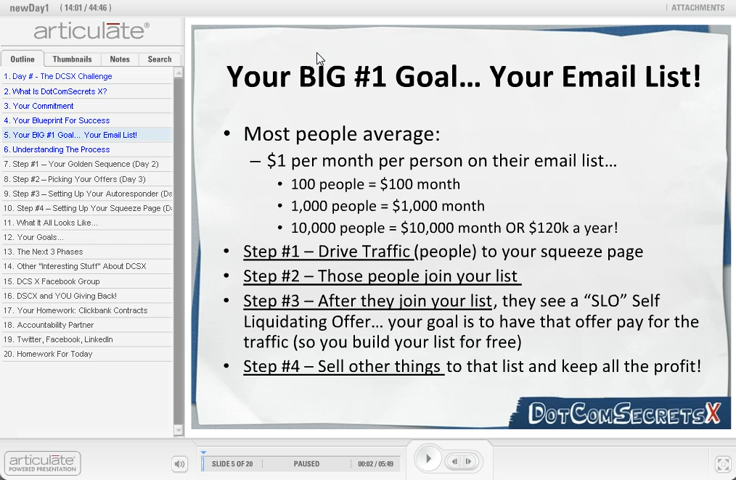 newDay1 ( 14:01 / 44:46 )
ATTACHMENTS
articulate®
Outline Thumbnails Notes Search
1. Day # - The DCSX Challenge
2. What Is DotComSecrets X?
3. Your Commitment
4. Your Blueprint For Success
5. Your BIG #1 Goal... Your Email List!
6. Understanding The Process
7. Step #1 – Your Golden Sequence (Day 2)
8. Step #2 – Picking Your Offers (Day 3)
9. Step #3 – Setting Up Your Autoresponder (Da
10. Step #4 – Setting Up Your Squeeze Page (D
11. What It All Looks Like...
12. Your Goals...
13. The Next 3 Phases
14. Other "Interesting Stuff" About DCSX
15. DCS X Facebook Group
16. DSCX and YOU Giving Back!
17. Your Homework: Clickbank Contracts
18. Accountability Partner
19. Twitter, Facebook, LinkedIn
20. Homework For Today
Your BIG #1 Goal... Your Email List!
• Most people average:
– $1 per month per person on their email list...
• 100 people = $100 month
• 1,000 people = $1,000 month
• 10,000 people = $10,000 month OR $120k a year!
• Step #1 – Drive Traffic (people) to your squeeze page
• Step #2 – Those people join your list
• Step #3 – After they join your list, they see a “SLO” Self
Liquidating Offer... your goal is to have that offer pay for the
traffic (so you build your list for free)
• Step #4 – Sell other things to that list and keep all the profit!
DotComSecretsX
articulate®
POWERED PRESENTATION
SLIDE 5 OF 20 PAUSED 00:02 / 05:49